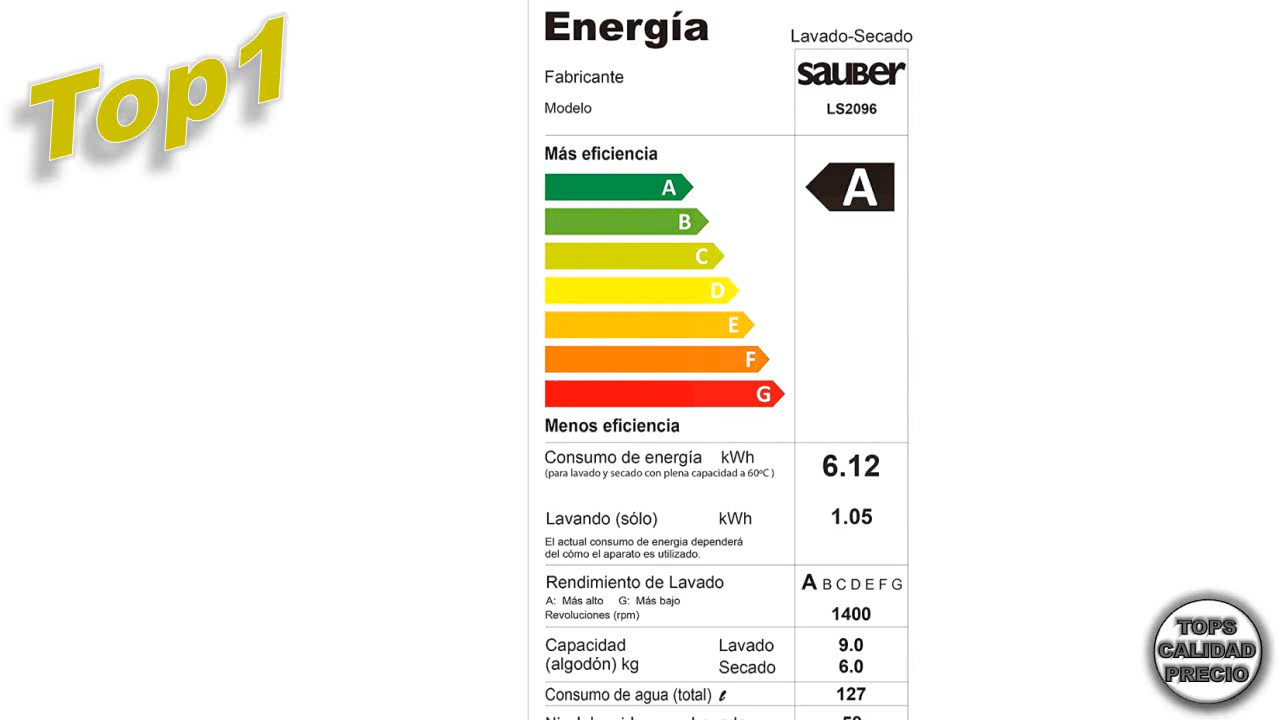 Top1
Energía
Lavado-Secado
Fabricante
SAUBER
Modelo
LS2096
Más eficiencia
A
A
B
C
D
E
F
G
Menos eficiencia
Consumo de energía kWh 6.12
(para lavado y secado con plena capacidad a 60ºC )
Lavando (sólo) kWh 1.05
El actual consumo de energia dependerá
del cómo el aparato es utilizado.
Rendimiento de Lavado A B C D E F G
A: Más alto G: Más bajo
Revoluciones (rpm) 1400
Capacidad Lavado 9.0
(algodón) kg Secado 6.0
Consumo de agua (total) ℓ 127
TOPS
CALIDAD
PRECIO